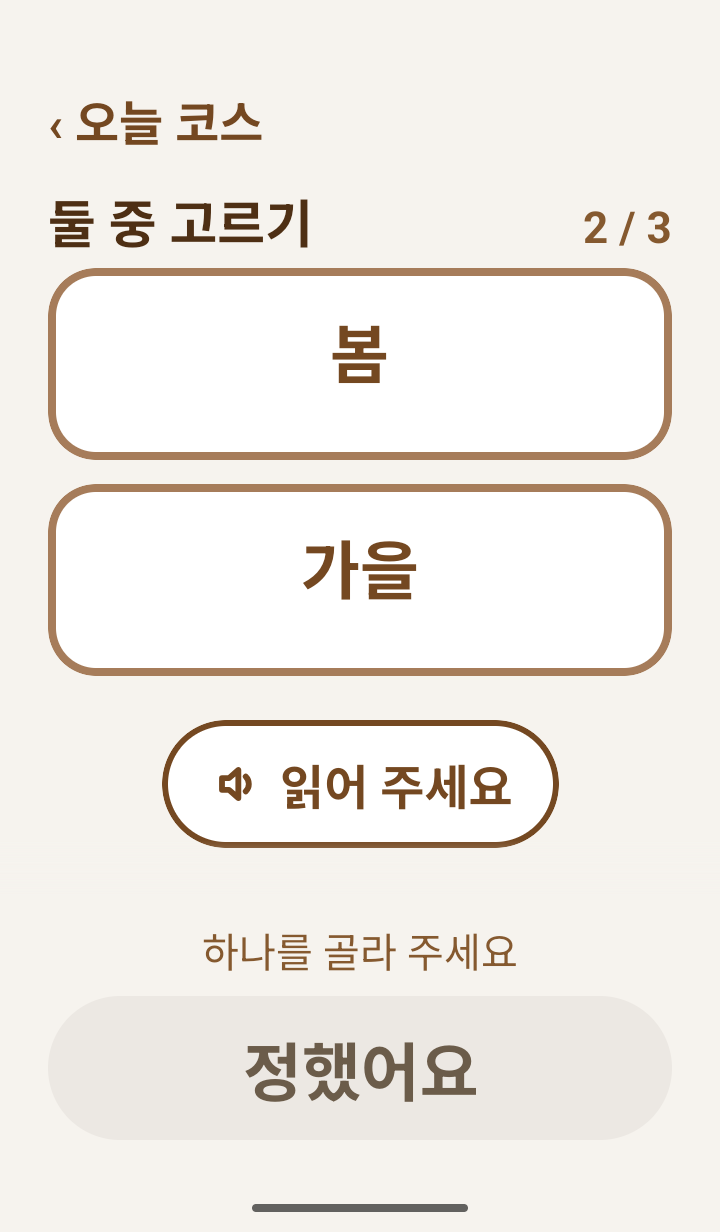 ‹ 오늘 코스
둘 중 고르기
2 / 3
봄
가을
읽어 주세요
하나를 골라 주세요
정했어요